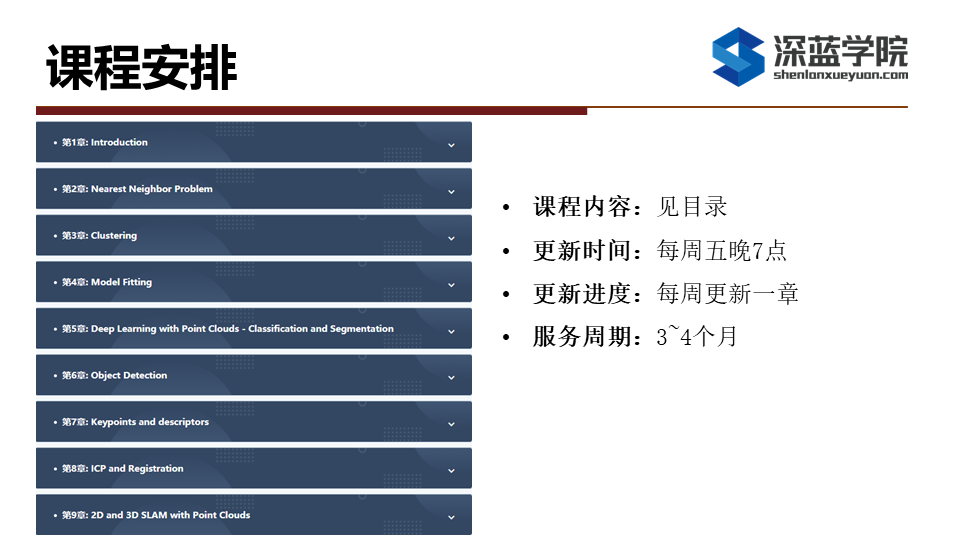 课程安排
深蓝学院
shenlanxueyuan.com
• 第1章: Introduction
• 第2章: Nearest Neighbor Problem
• 第3章: Clustering
• 第4章: Model Fitting
• 第5章: Deep Learning with Point Clouds - Classification and Segmentation
• 第6章: Object Detection
• 第7章: Keypoints and descriptors
• 第8章: ICP and Registration
• 第9章: 2D and 3D SLAM with Point Clouds
• 课程内容：见目录
• 更新时间：每周五晚7点
• 更新进度：每周更新一章
• 服务周期：3~4个月